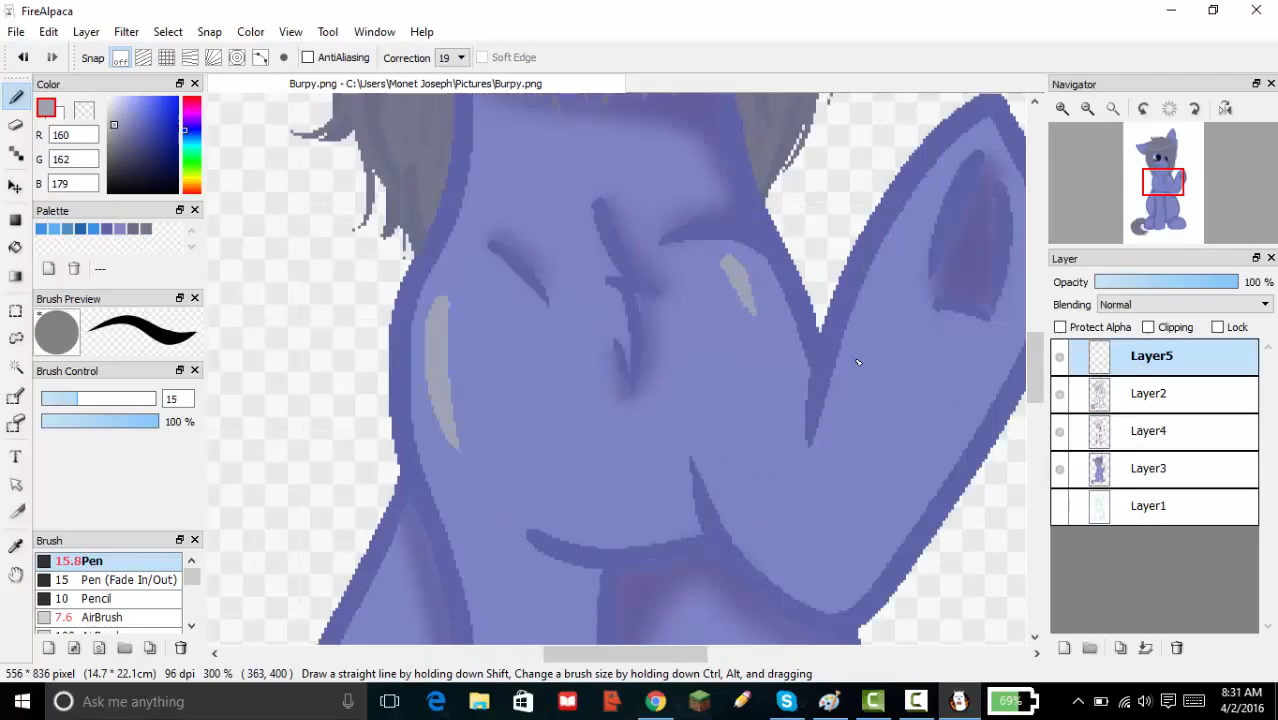 FireAlpaca
File Edit Layer Filter Select Snap Color View Tool Window Help
Snap off AntiAliasing Correction 19 Soft Edge
Color
Burpy.png - C:\Users\Monet Joseph\Pictures\Burpy.png
Navigator
R 160
G 162
B 179
Palette
---
Brush Preview
Brush Control
15
100 %
Brush
15.8 Pen
15 Pen (Fade In/Out)
10 Pencil
7.6 AirBrush
Layer
Opacity 100 %
Blending Normal
Protect Alpha Clipping Lock
Layer5
Layer2
Layer4
Layer3
Layer1
556 * 836 pixel (14.7 * 22.1cm) 96 dpi 300 % ( 363, 400 ) Draw a straight line by holding down Shift, Change a brush size by holding down Ctrl, Alt, and dragging
Ask me anything
69%
8:31 AM
4/2/2016